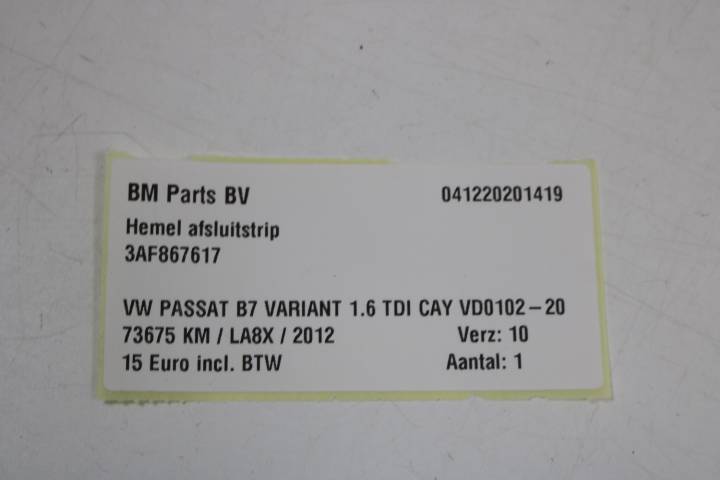 BM Parts BV 041220201419
Hemel afsluitstrip
3AF867617
VW PASSAT B7 VARIANT 1.6 TDI CAY VD0102-20
73675 KM / LA8X / 2012 Verz: 10
15 Euro incl. BTW Aantal: 1